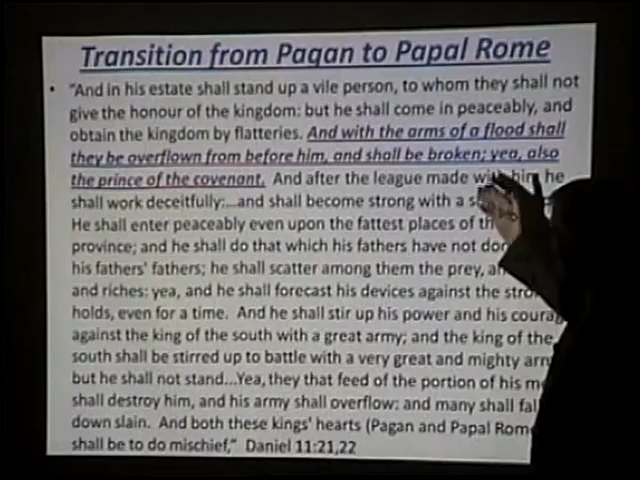 Transition from Pagan to Papal Rome
• "And in his estate shall stand up a vile person, to whom they shall not
give the honour of the kingdom: but he shall come in peaceably, and
obtain the kingdom by flatteries. And with the arms of a flood shall
they be overflown from before him, and shall be broken; yea, also
the prince of the covenant. And after the league made with him he
shall work deceitfully:...and shall become strong with a
He shall enter peaceably even upon the fattest places of
province; and he shall do that which his fathers have not
his fathers' fathers; he shall scatter among them the prey,
and riches: yea, and he shall forecast his devices against the
holds, even for a time. And he shall stir up his power and his
against the king of the south with a great army; and the king of the
south shall be stirred up to battle with a very great and mighty
but he shall not stand...Yea, they that feed of the portion of his
shall destroy him, and his army shall overflow: and many shall
down slain. And both these kings' hearts (Pagan and Papal
shall be to do mischief," Daniel 11:21,22